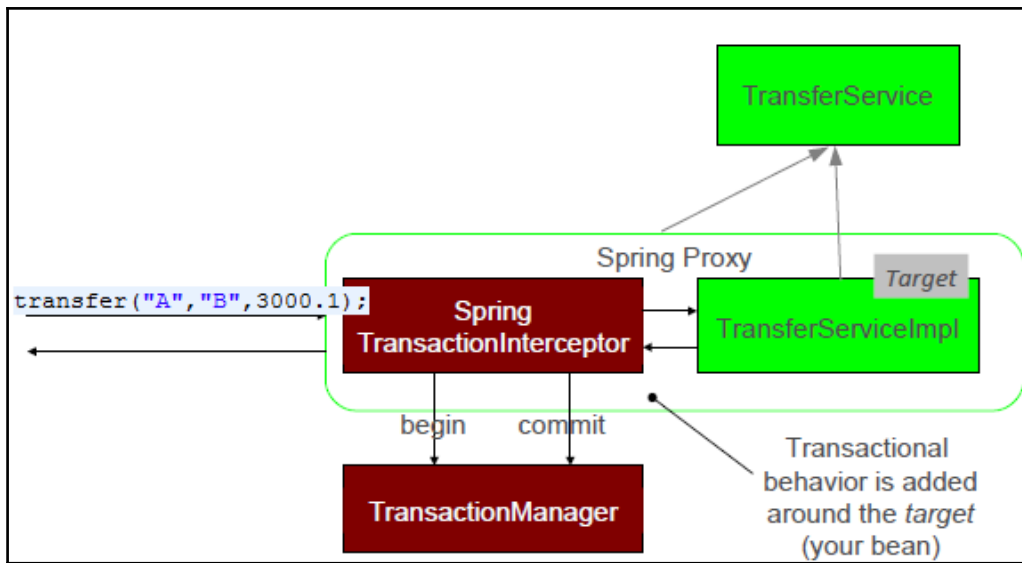 TransferService
Spring Proxy
Target
transfer("A","B",3000.1);
Spring
TransactionInterceptor
TransferServiceImpl
begin
commit
TransactionManager
Transactional
behavior is added
around the target
(your bean)